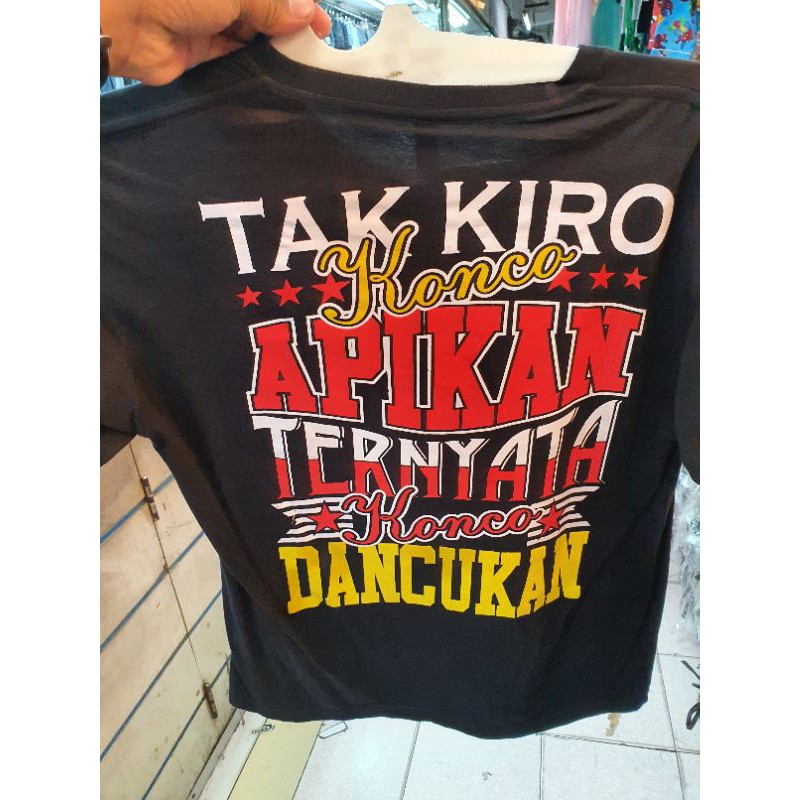 TAK KIRO
Konco
APIKAN
TERNYATA
Konco
DANCUKAN